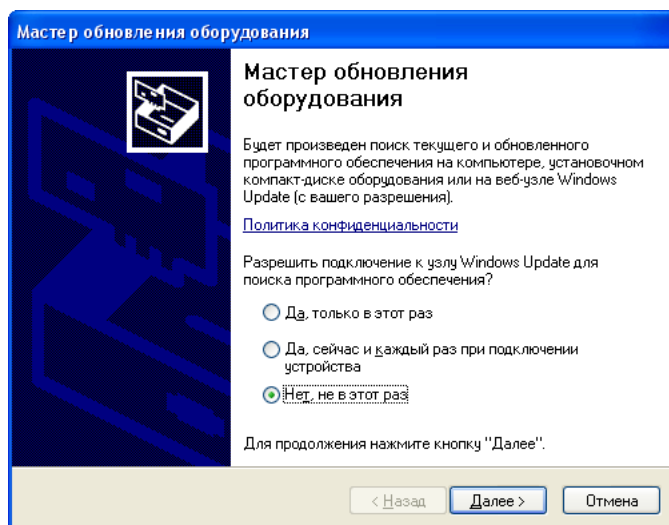 Мастер обновления оборудования
Мастер обновления
оборудования
Будет произведен поиск текущего и обновленного
программного обеспечения на компьютере, установочном
компакт-диске оборудования или на веб-узле Windows
Update (с вашего разрешения).
Политика конфиденциальности
Разрешить подключение к узлу Windows Update для
поиска программного обеспечения?
Да, только в этот раз
Да, сейчас и каждый раз при подключении
устройства
Нет, не в этот раз
Для продолжения нажмите кнопку "Далее".
< Назад Далее > Отмена